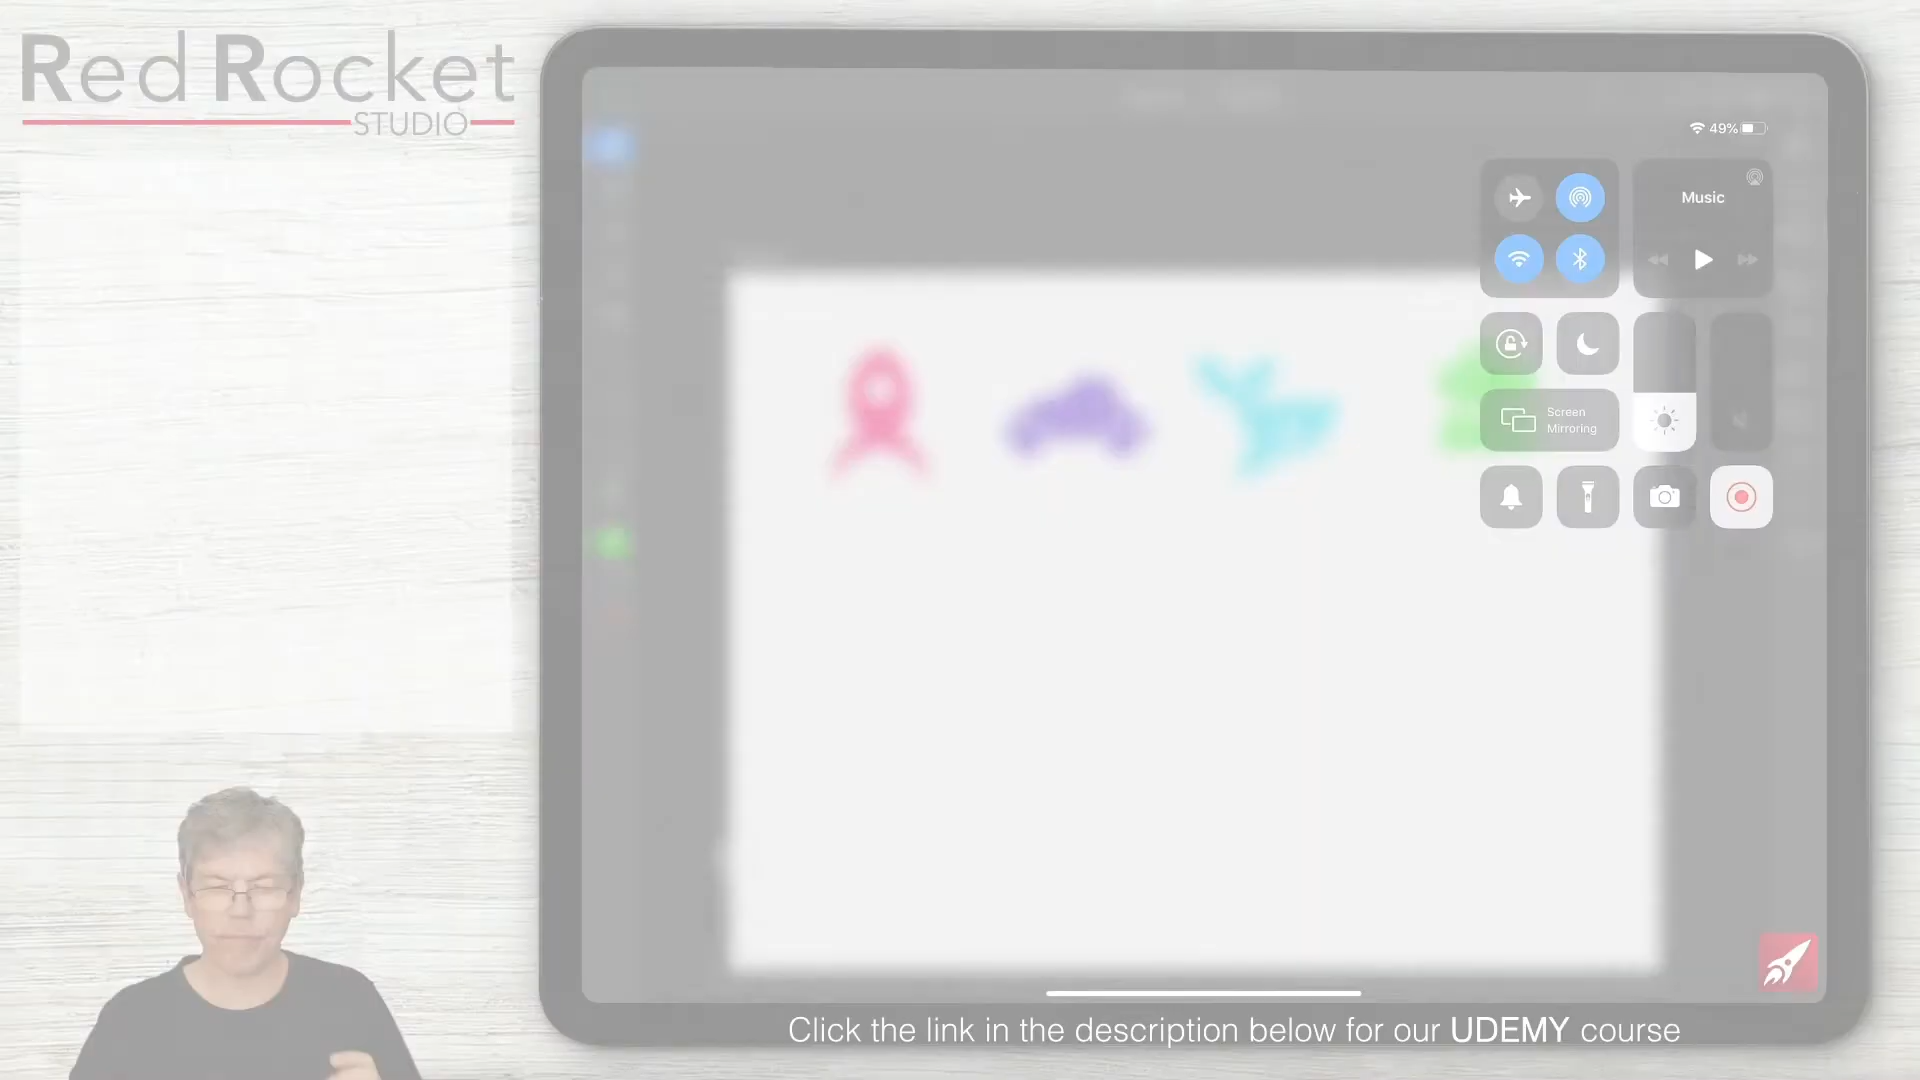 Red Rocket
STUDIO
49%
Music
Screen
Mirroring
Click the link in the description below for our UDEMY course